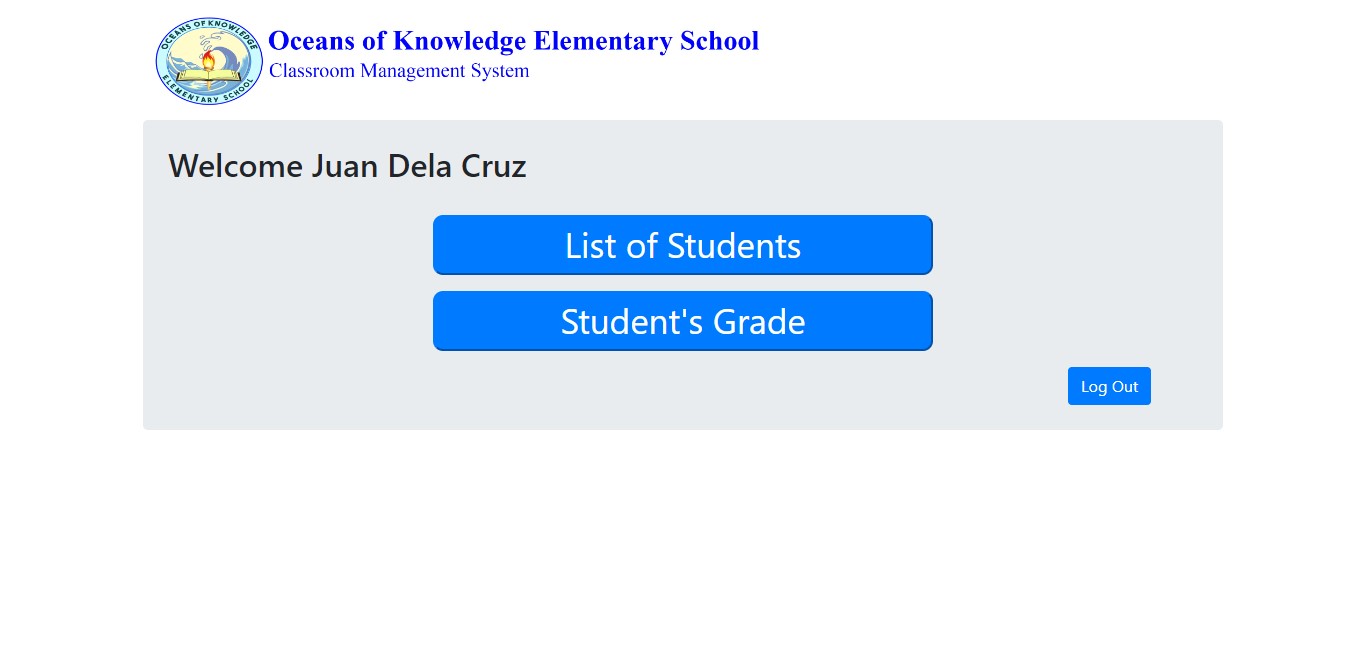 OCEANS OF KNOWLEDGE
ELEMENTARY SCHOOL
Oceans of Knowledge Elementary School
Classroom Management System
Welcome Juan Dela Cruz
List of Students
Student's Grade
Log Out